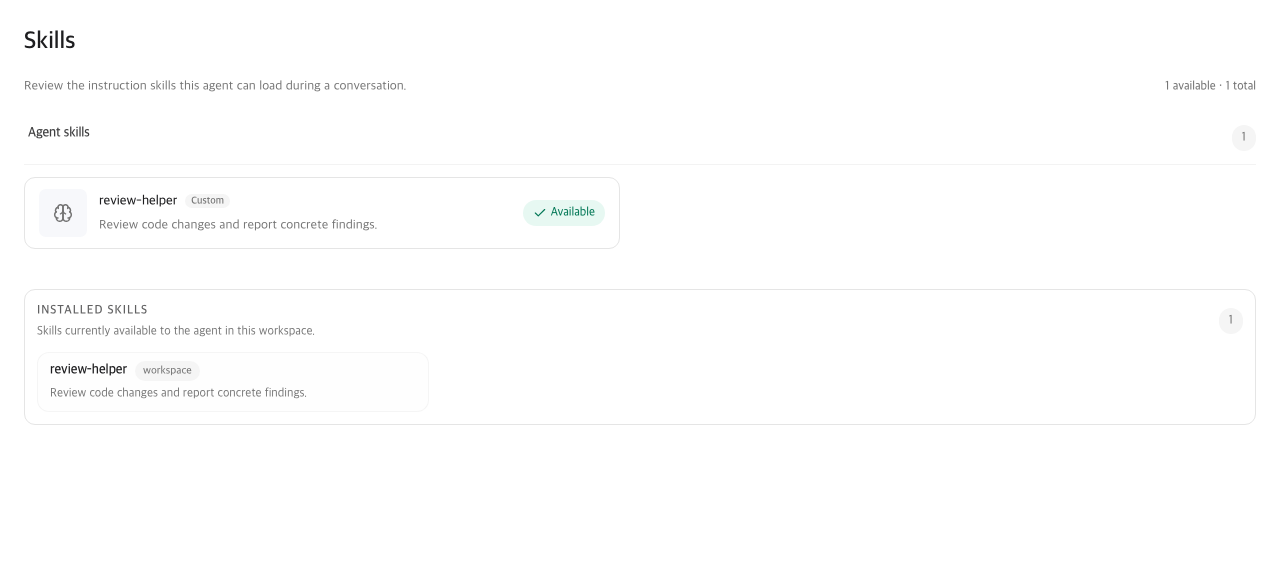 Skills
Review the instruction skills this agent can load during a conversation.
1 available · 1 total
Agent skills
1
review-helper Custom
Review code changes and report concrete findings.
Available
INSTALLED SKILLS
Skills currently available to the agent in this workspace.
1
review-helper workspace
Review code changes and report concrete findings.